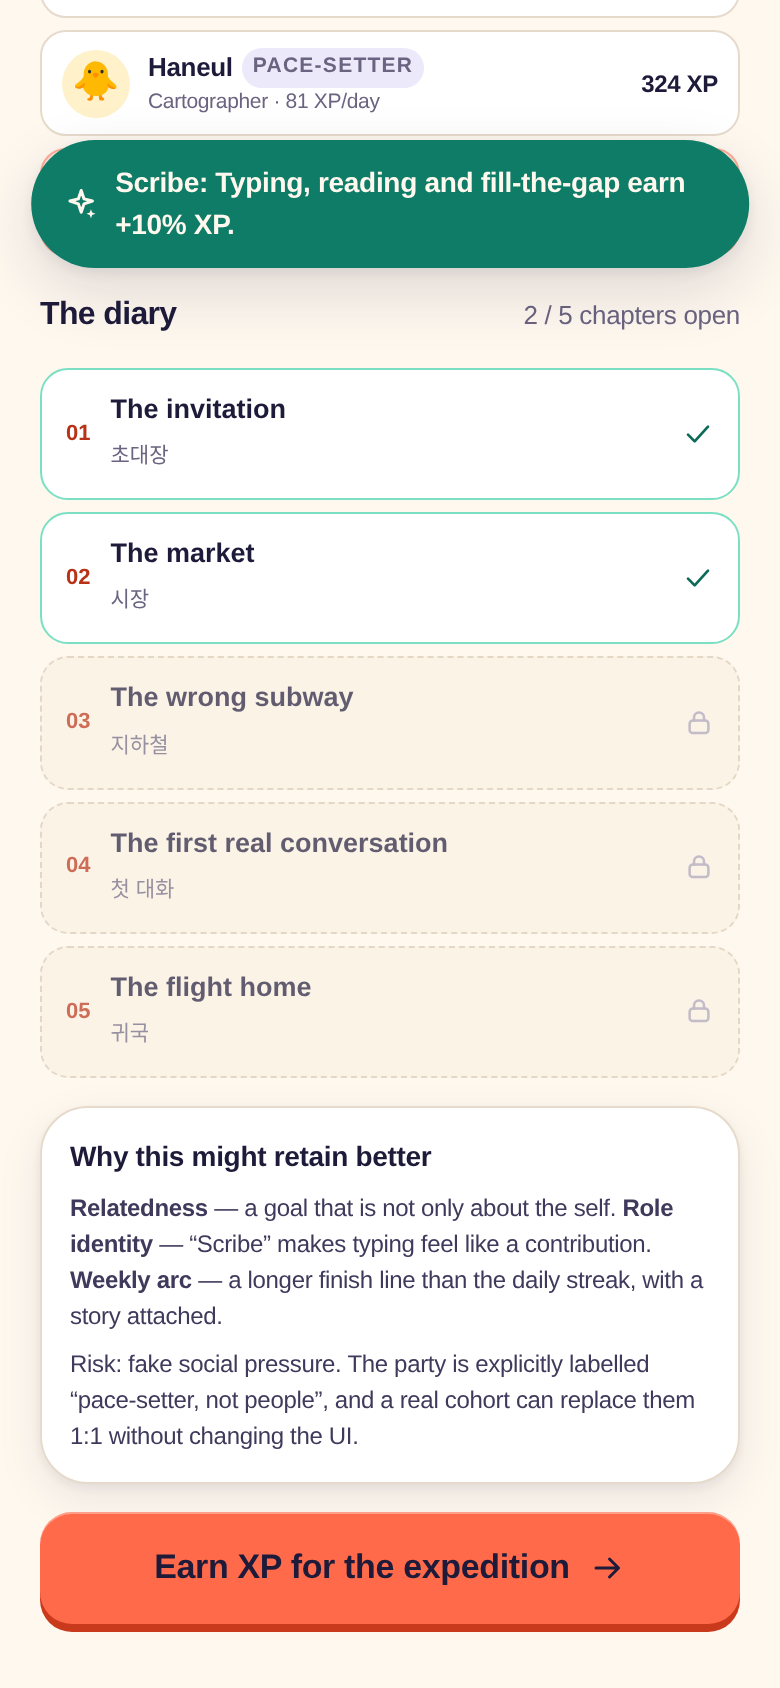 Haneul PACE-SETTER
Cartographer · 81 XP/day
324 XP
Scribe: Typing, reading and fill-the-gap earn
+10% XP.
The diary
2 / 5 chapters open
01
The invitation
초대장
02
The market
시장
03
The wrong subway
지하철
04
The first real conversation
첫 대화
05
The flight home
귀국
Why this might retain better
Relatedness — a goal that is not only about the self. Role
identity — “Scribe” makes typing feel like a contribution.
Weekly arc — a longer finish line than the daily streak, with a
story attached.
Risk: fake social pressure. The party is explicitly labelled
“pace-setter, not people”, and a real cohort can replace them
1:1 without changing the UI.
Earn XP for the expedition →